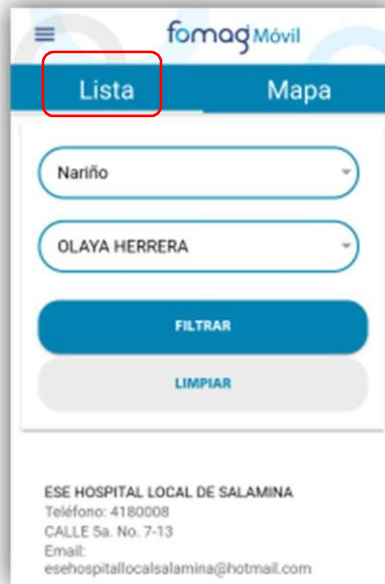 fomag Móvil
Lista Mapa
Nariño
OLAYA HERRERA
FILTRAR
LIMPIAR
ESE HOSPITAL LOCAL DE SALAMINA
Teléfono: 4180008
CALLE 5a. No. 7-13
Email:
esehospitallocalsalamina@hotmail.com